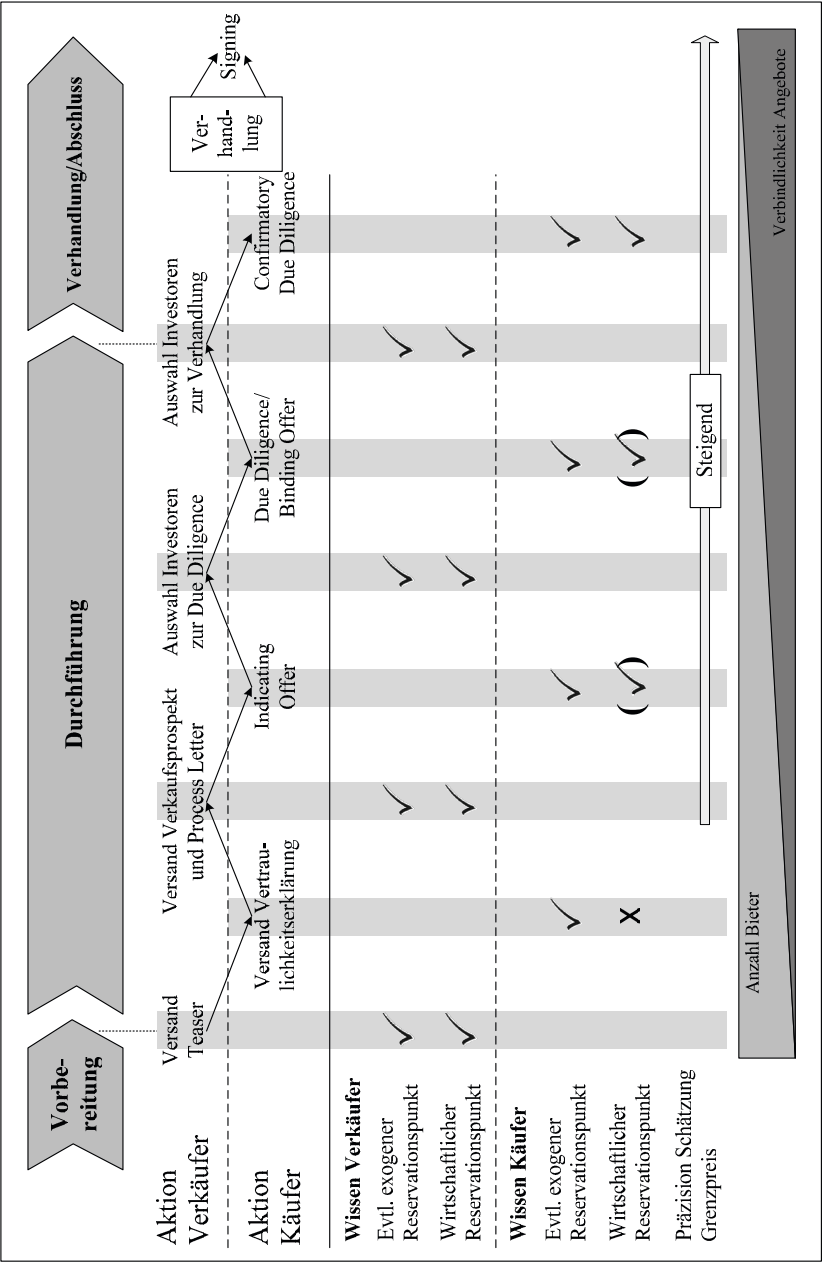 Vorbe-
reitung
Durchführung
Verhandlung/Abschluss
Aktion
Verkäufer
Versand
Teaser
Versand Verkaufsprospekt
und Process Letter
Auswahl Investoren
zur Due Diligence
Auswahl Investoren
zur Verhandlung
Ver-
hand-
lung
Signing
Aktion
Käufer
Versand Vertrau-
lichkeitserklärung
Indicating
Offer
Due Diligence/
Binding Offer
Confirmatory
Due Diligence
Wissen Verkäufer
Evtl. exogener
Reservationspunkt
Wirtschaftlicher
Reservationspunkt
Wissen Käufer
Evtl. exogener
Reservationspunkt
Wirtschaftlicher
Reservationspunkt
X
Präzision Schätzung
Grenzpreis
Steigend
Anzahl Bieter
Verbindlichkeit Angebote